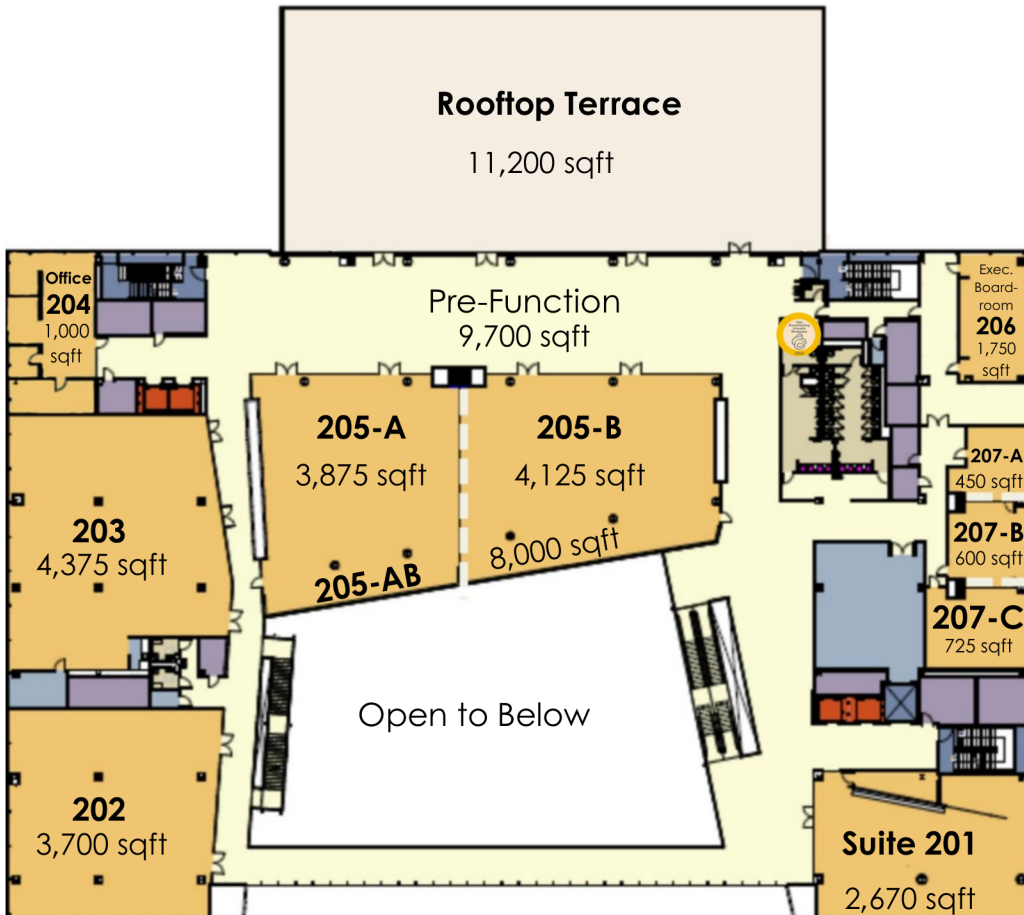 Rooftop Terrace
11,200 sqft
Office
204
1,000
sqft
Pre-Function
9,700 sqft
Exec.
Board-
room
206
1,750
sqft
205-A
3,875 sqft
205-B
4,125 sqft
207-A
450 sqft
203
4,375 sqft
207-B
600 sqft
205-AB
8,000 sqft
207-C
725 sqft
Open to Below
202
3,700 sqft
Suite 201
2,670 sqft